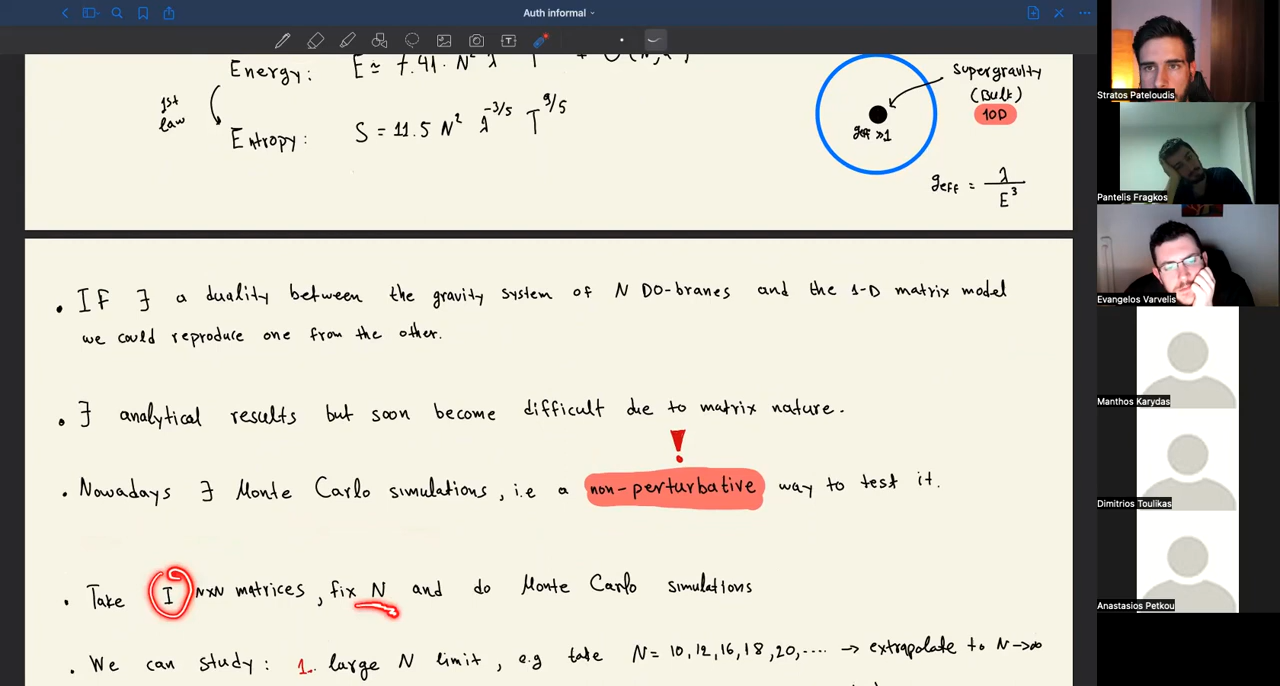 Auth informal
Energy: E ≃ 7.41 · N²
1st law
Entropy: S = 11.5 N² λ^-3/5 T^9/5
supergravity
(Bulk)
10D
geff ≫1
geff = λ / E³
• IF ∃ a duality between the gravity system of N D0-branes and the 1-D matrix model
we could reproduce one from the other.
• ∃ analytical results but soon become difficult due to matrix nature.
!
• Nowadays ∃ Monte Carlo simulations, i.e a non-perturbative way to test it.
• Take I N×N matrices, fix N and do Monte Carlo simulations
• We can study: 1. large N limit, e.g take N = 10, 12, 16, 18, 20, .... → extrapolate to N→∞
Stratos Pateloudis
Pantelis Fragkos
Evangelos Varvelis
Manthos Karydas
Dimitrios Toulikas
Anastasios Petkou